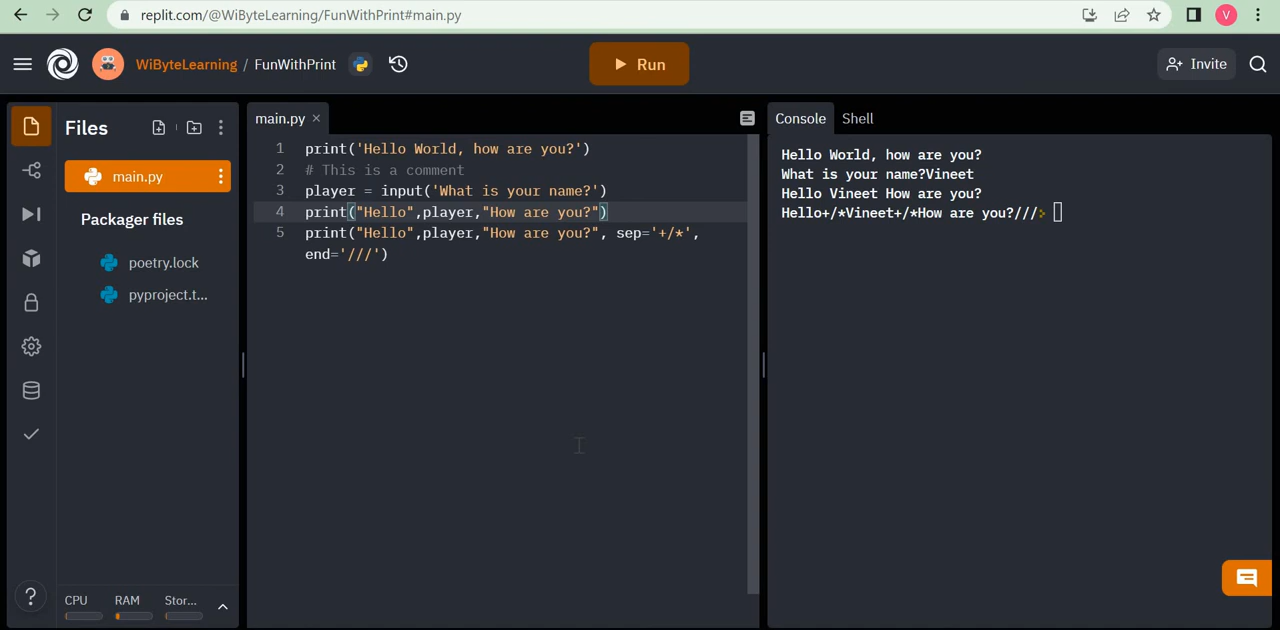 replit.com/@WiByteLearning/FunWithPrint#main.py
V
WiByteLearning / FunWithPrint
Run
Invite
Files
main.py
Packager files
poetry.lock
pyproject.t...
CPU RAM Stor...
?
main.py ×
1 print('Hello World, how are you?')
2 # This is a comment
3 player = input('What is your name?')
4 print("Hello",player,"How are you?")
5 print("Hello",player,"How are you?", sep='+/*',
end='///')
Console Shell
Hello World, how are you?
What is your name?Vineet
Hello Vineet How are you?
Hello+/*Vineet+/*How are you?///>